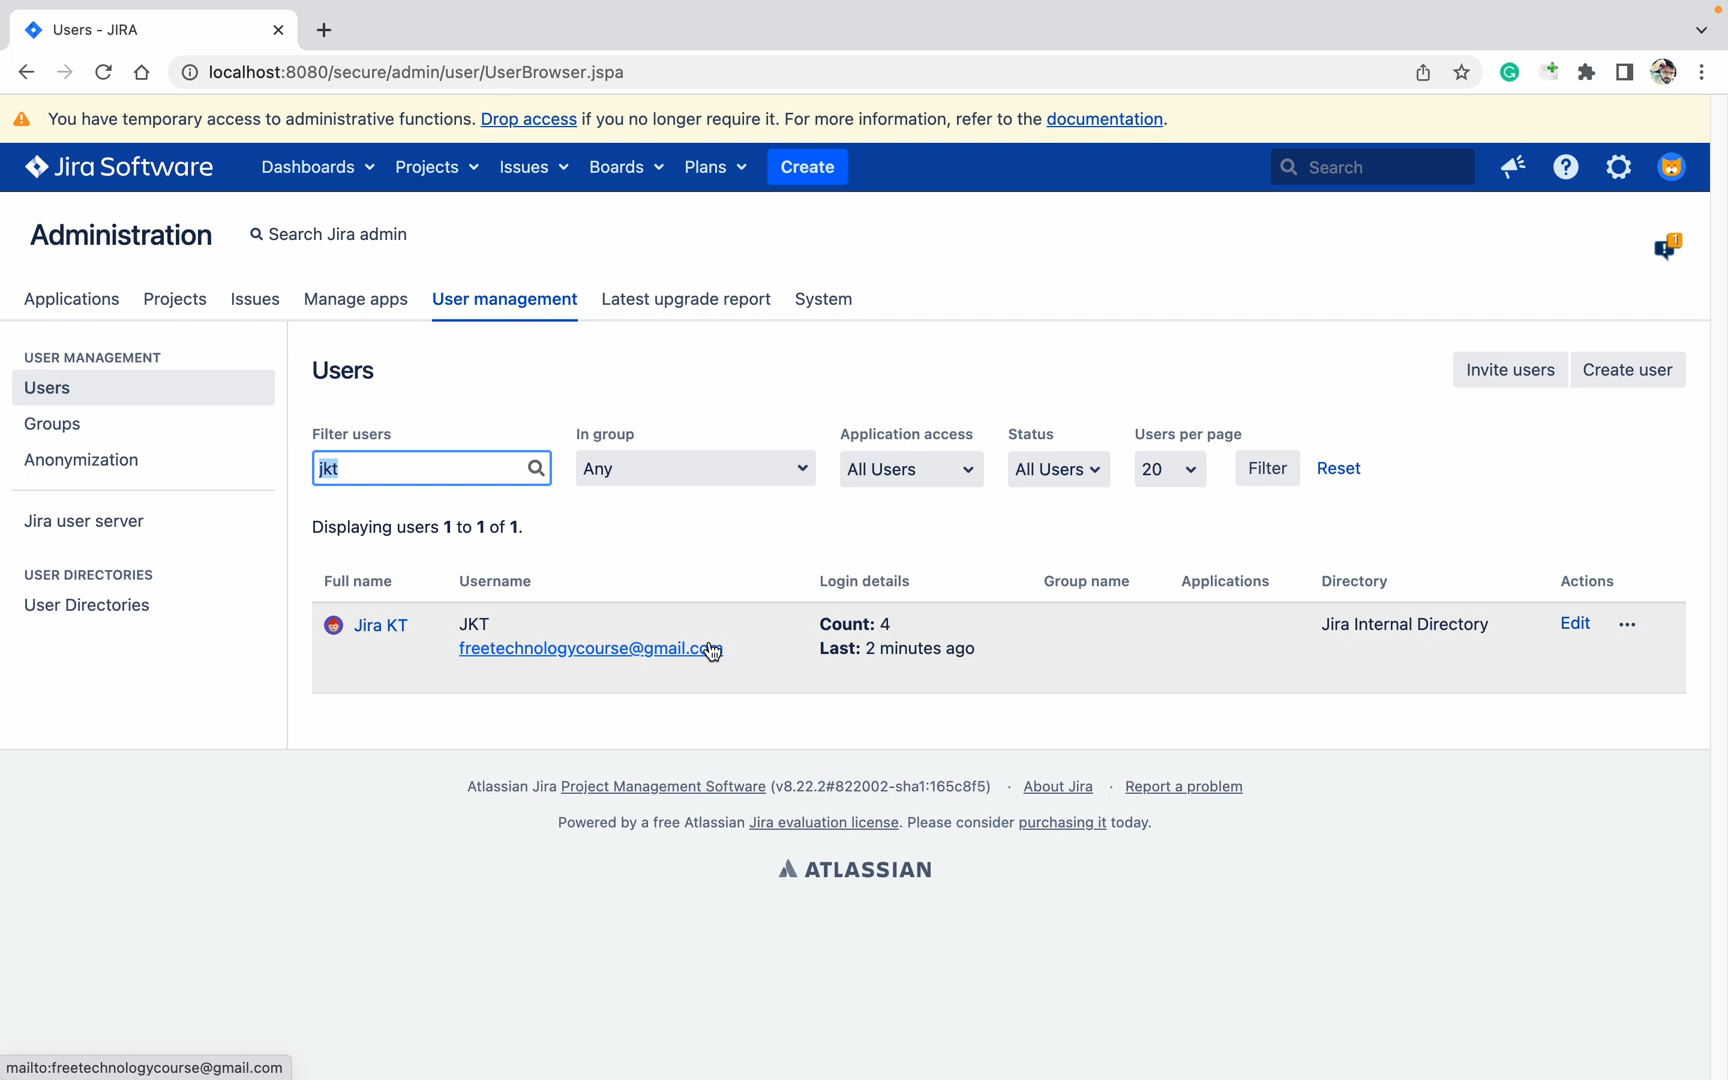 Users - JIRA
localhost:8080/secure/admin/user/UserBrowser.jspa
You have temporary access to administrative functions. Drop access if you no longer require it. For more information, refer to the documentation.
Jira Software Dashboards Projects Issues Boards Plans Create Search
Administration Search Jira admin
1
Applications Projects Issues Manage apps User management Latest upgrade report System
USER MANAGEMENT
Users
Groups
Anonymization
Jira user server
USER DIRECTORIES
User Directories
Users Invite users Create user
Filter users In group Application access Status Users per page
jkt Any All Users All Users 20 Filter Reset
Displaying users 1 to 1 of 1.
Full name Username Login details Group name Applications Directory Actions
Jira KT JKT Count: 4 Jira Internal Directory Edit ...
freetechnologycourse@gmail.com Last: 2 minutes ago
Atlassian Jira Project Management Software (v8.22.2#822002-sha1:165c8f5) · About Jira · Report a problem
Powered by a free Atlassian Jira evaluation license. Please consider purchasing it today.
ATLASSIAN
mailto:freetechnologycourse@gmail.com